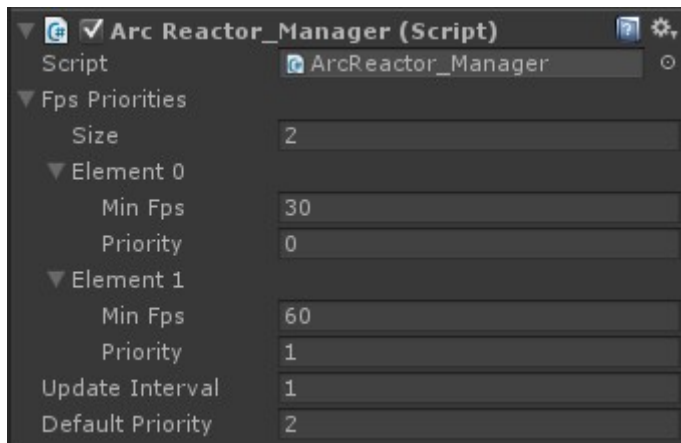 Arc Reactor_Manager (Script)
Script ArcReactor_Manager
Fps Priorities
Size 2
Element 0
Min Fps 30
Priority 0
Element 1
Min Fps 60
Priority 1
Update Interval 1
Default Priority 2